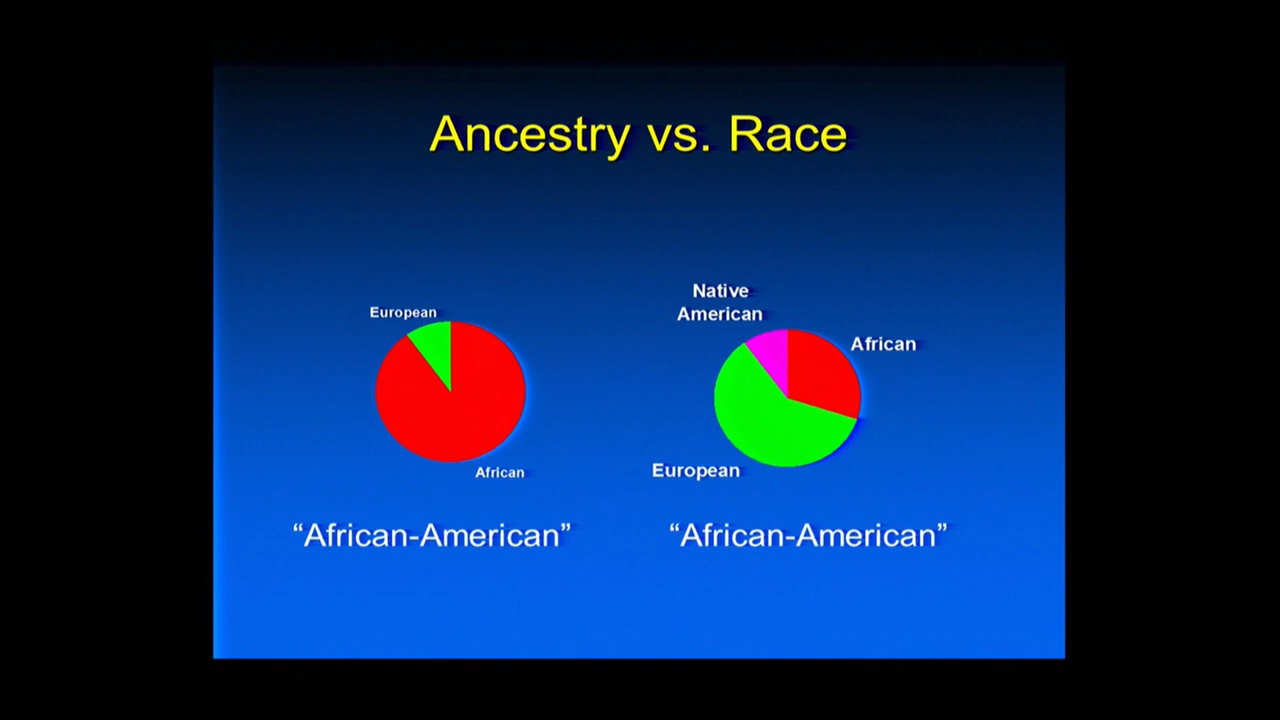 Ancestry vs. Race
European
African
“African-American”
Native
American
African
European
“African-American”